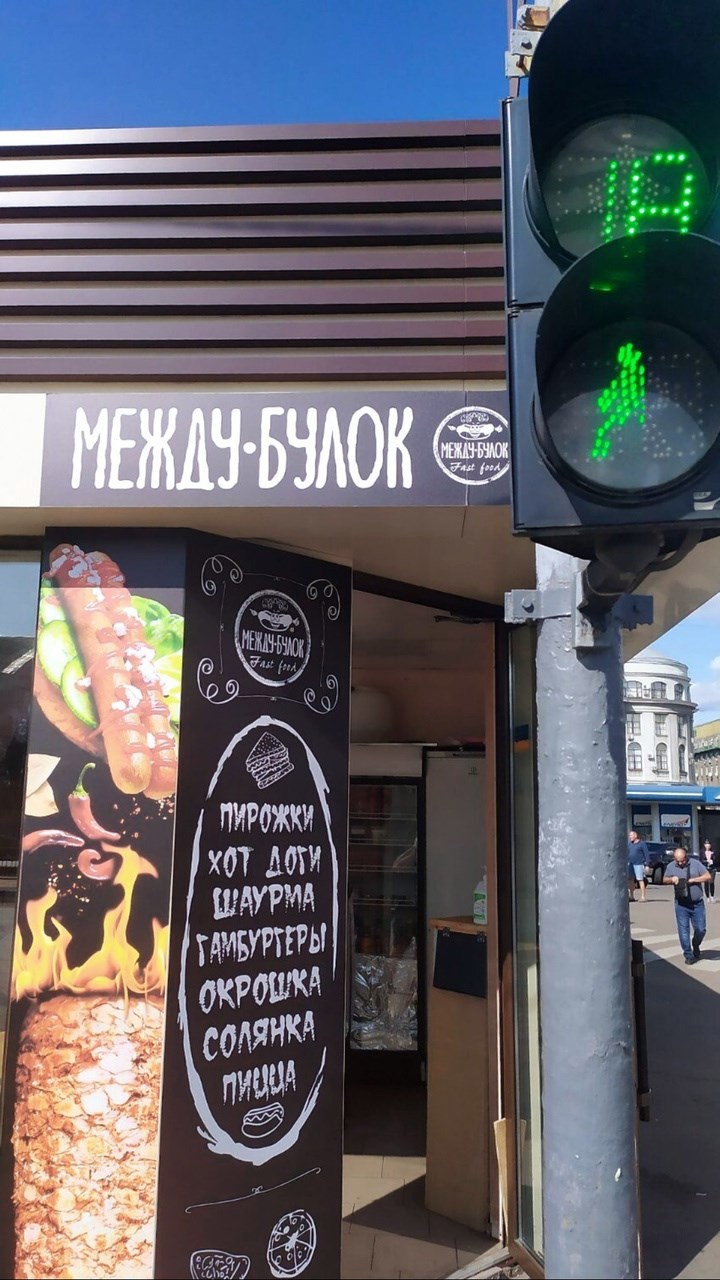 МЕЖДУ·БУЛОК
МЕЖДУ·БУЛОК
Fast food
МЕЖДУ·БУЛОК
Fast food
ПИРОЖКИ
ХОТ ДОГИ
ШАУРМА
ГАМБУРГЕРЫ
ОКРОШКА
СОЛЯНКА
ПИЦЦА